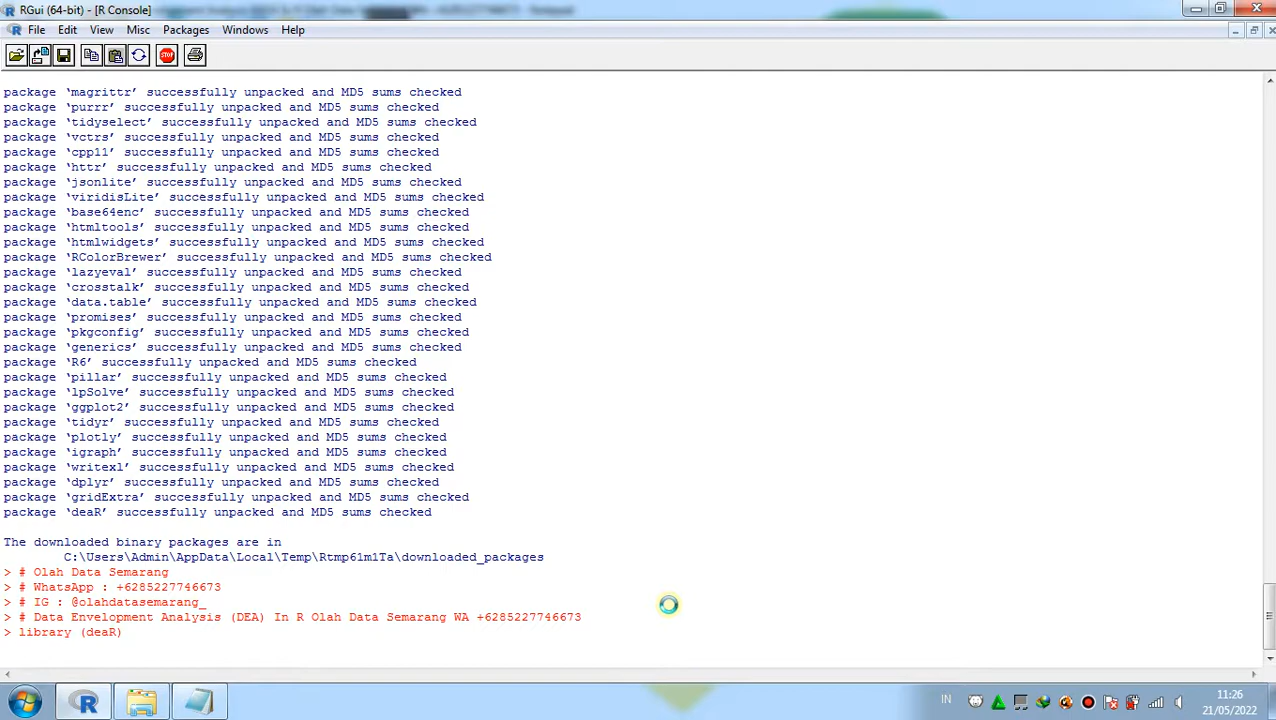 RGui (64-bit) - [R Console]
File Edit View Misc Packages Windows Help
STOP
package ‘magrittr’ successfully unpacked and MD5 sums checked
package ‘purrr’ successfully unpacked and MD5 sums checked
package ‘tidyselect’ successfully unpacked and MD5 sums checked
package ‘vctrs’ successfully unpacked and MD5 sums checked
package ‘cpp11’ successfully unpacked and MD5 sums checked
package ‘httr’ successfully unpacked and MD5 sums checked
package ‘jsonlite’ successfully unpacked and MD5 sums checked
package ‘viridisLite’ successfully unpacked and MD5 sums checked
package ‘base64enc’ successfully unpacked and MD5 sums checked
package ‘htmltools’ successfully unpacked and MD5 sums checked
package ‘htmlwidgets’ successfully unpacked and MD5 sums checked
package ‘RColorBrewer’ successfully unpacked and MD5 sums checked
package ‘lazyeval’ successfully unpacked and MD5 sums checked
package ‘crosstalk’ successfully unpacked and MD5 sums checked
package ‘data.table’ successfully unpacked and MD5 sums checked
package ‘promises’ successfully unpacked and MD5 sums checked
package ‘pkgconfig’ successfully unpacked and MD5 sums checked
package ‘generics’ successfully unpacked and MD5 sums checked
package ‘R6’ successfully unpacked and MD5 sums checked
package ‘pillar’ successfully unpacked and MD5 sums checked
package ‘lpSolve’ successfully unpacked and MD5 sums checked
package ‘ggplot2’ successfully unpacked and MD5 sums checked
package ‘tidyr’ successfully unpacked and MD5 sums checked
package ‘plotly’ successfully unpacked and MD5 sums checked
package ‘igraph’ successfully unpacked and MD5 sums checked
package ‘writexl’ successfully unpacked and MD5 sums checked
package ‘dplyr’ successfully unpacked and MD5 sums checked
package ‘gridExtra’ successfully unpacked and MD5 sums checked
package ‘deaR’ successfully unpacked and MD5 sums checked
The downloaded binary packages are in
C:\Users\Admin\AppData\Local\Temp\Rtmp61m1Ta\downloaded_packages
> # Olah Data Semarang
> # WhatsApp : +6285227746673
> # IG : @olahdatasemarang_
> # Data Envelopment Analysis (DEA) In R Olah Data Semarang WA +6285227746673
> library (deaR)
IN
11:26
21/05/2022